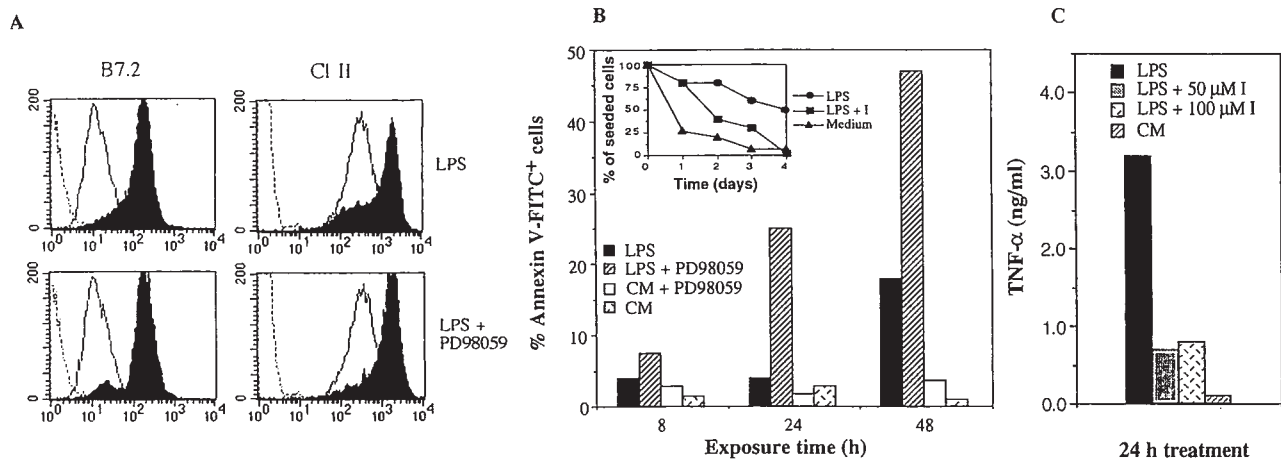 A
B7.2
Cl II
200
0
10⁰ 10¹ 10² 10³ 10⁴
200
0
10⁰ 10¹ 10² 10³ 10⁴
LPS
200
0
10⁰ 10¹ 10² 10³ 10⁴
200
0
10⁰ 10¹ 10² 10³ 10⁴
LPS +
PD98059
B
% Annexin V-FITC⁺ cells
50
40
30
20
10
0
% of seeded cells
100
75
50
25
0 1 2 3 4
Time (days)
LPS
LPS + I
Medium
LPS
LPS + PD98059
CM + PD98059
CM
8 24 48
Exposure time (h)
C
TNF-α (ng/ml)
4.0
3.0
2.0
1.0
0.0
LPS
LPS + 50 μM I
LPS + 100 μM I
CM
24 h treatment